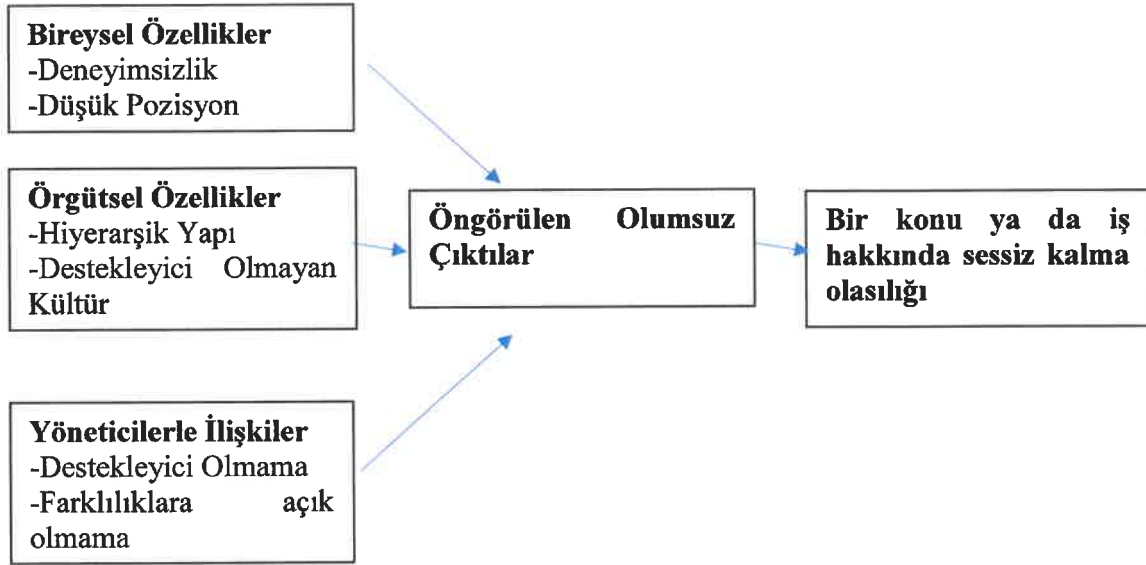 Bireysel Özellikler
-Deneyimsizlik
-Düşük Pozisyon
Örgütsel Özellikler
-Hiyerarşik Yapı
-Destekleyici Olmayan
Kültür
Yöneticilerle İlişkiler
-Destekleyici Olmama
-Farklılıklara açık
olmama
Öngörülen Olumsuz
Çıktılar
Bir konu ya da iş
hakkında sessiz kalma
olasılığı